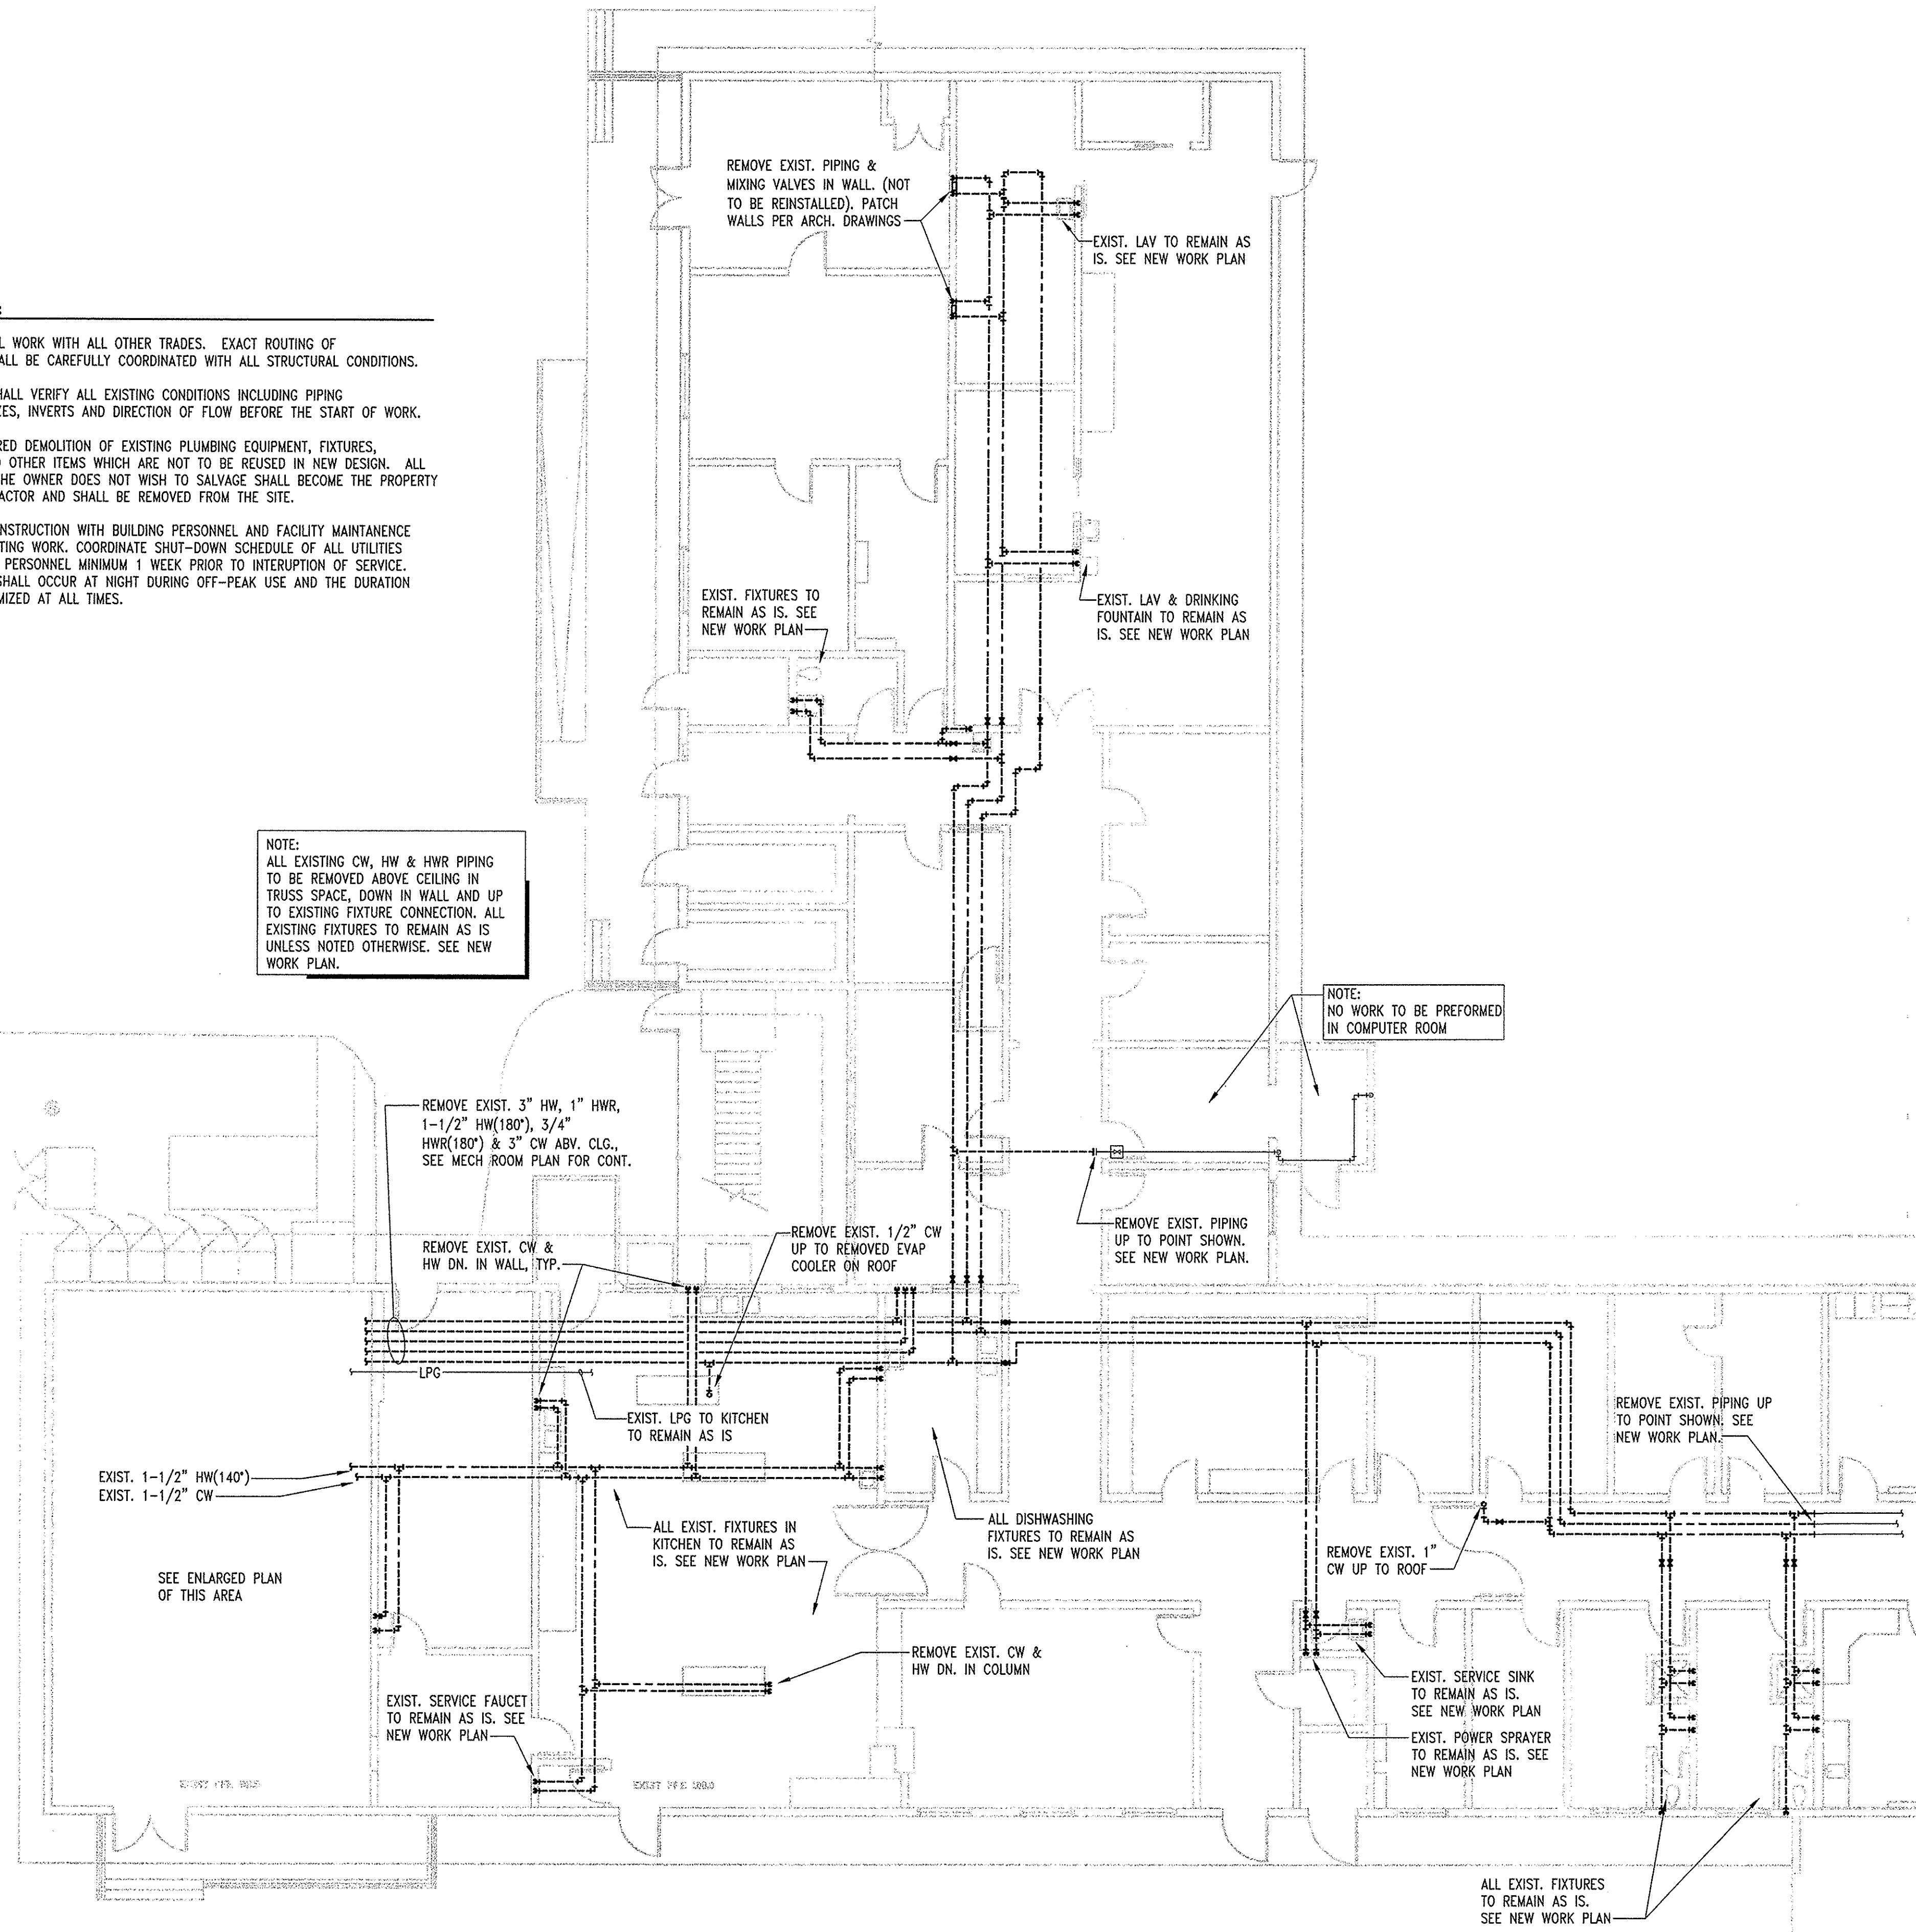 L WORK WITH ALL OTHER TRADES. EXACT ROUTING OF
ALL BE CAREFULLY COORDINATED WITH ALL STRUCTURAL CONDITIONS.
HALL VERIFY ALL EXISTING CONDITIONS INCLUDING PIPING
ZES, INVERTS AND DIRECTION OF FLOW BEFORE THE START OF WORK.
RED DEMOLITION OF EXISTING PLUMBING EQUIPMENT, FIXTURES,
OTHER ITEMS WHICH ARE NOT TO BE REUSED IN NEW DESIGN. ALL
HE OWNER DOES NOT WISH TO SALVAGE SHALL BECOME THE PROPERTY
ACTOR AND SHALL BE REMOVED FROM THE SITE.
NSTRUCTION WITH BUILDING PERSONNEL AND FACILITY MAINTANENCE
TING WORK. COORDINATE SHUT-DOWN SCHEDULE OF ALL UTILITIES
PERSONNEL MINIMUM 1 WEEK PRIOR TO INTERUPTION OF SERVICE.
SHALL OCCUR AT NIGHT DURING OFF-PEAK USE AND THE DURATION
MIZED AT ALL TIMES.
REMOVE EXIST. PIPING &
MIXING VALVES IN WALL. (NOT
TO BE REINSTALLED). PATCH
WALLS PER ARCH. DRAWINGS
EXIST. LAV TO REMAIN AS
IS. SEE NEW WORK PLAN
EXIST. FIXTURES TO
REMAIN AS IS. SEE
NEW WORK PLAN
EXIST. LAV & DRINKING
FOUNTAIN TO REMAIN AS
IS. SEE NEW WORK PLAN
NOTE:
ALL EXISTING CW, HW & HWR PIPING
TO BE REMOVED ABOVE CEILING IN
TRUSS SPACE, DOWN IN WALL AND UP
TO EXISTING FIXTURE CONNECTION. ALL
EXISTING FIXTURES TO REMAIN AS IS
UNLESS NOTED OTHERWISE. SEE NEW
WORK PLAN.
NOTE:
NO WORK TO BE PREFORMED
IN COMPUTER ROOM
REMOVE EXIST. 3" HW, 1" HWR,
1-1/2" HW(180°), 3/4"
HWR(180°) & 3" CW ABV. CLG.,
SEE MECH ROOM PLAN FOR CONT.
REMOVE EXIST. CW &
HW DN. IN WALL, TYP.
REMOVE EXIST. 1/2" CW
UP TO REMOVED EVAP
COOLER ON ROOF
REMOVE EXIST. PIPING
UP TO POINT SHOWN.
SEE NEW WORK PLAN.
LPG
EXIST. LPG TO KITCHEN
TO REMAIN AS IS
REMOVE EXIST. PIPING UP
TO POINT SHOWN. SEE
NEW WORK PLAN.
EXIST. 1-1/2" HW(140°)
EXIST. 1-1/2" CW
ALL EXIST. FIXTURES IN
KITCHEN TO REMAIN AS
IS. SEE NEW WORK PLAN
ALL DISHWASHING
FIXTURES TO REMAIN AS
IS. SEE NEW WORK PLAN
REMOVE EXIST. 1"
CW UP TO ROOF
SEE ENLARGED PLAN
OF THIS AREA
REMOVE EXIST. CW &
HW DN. IN COLUMN
EXIST. SERVICE SINK
TO REMAIN AS IS.
SEE NEW WORK PLAN
EXIST. SERVICE FAUCET
TO REMAIN AS IS. SEE
NEW WORK PLAN
EXIST. POWER SPRAYER
TO REMAIN AS IS. SEE
NEW WORK PLAN
ALL EXIST. FIXTURES
TO REMAIN AS IS.
SEE NEW WORK PLAN